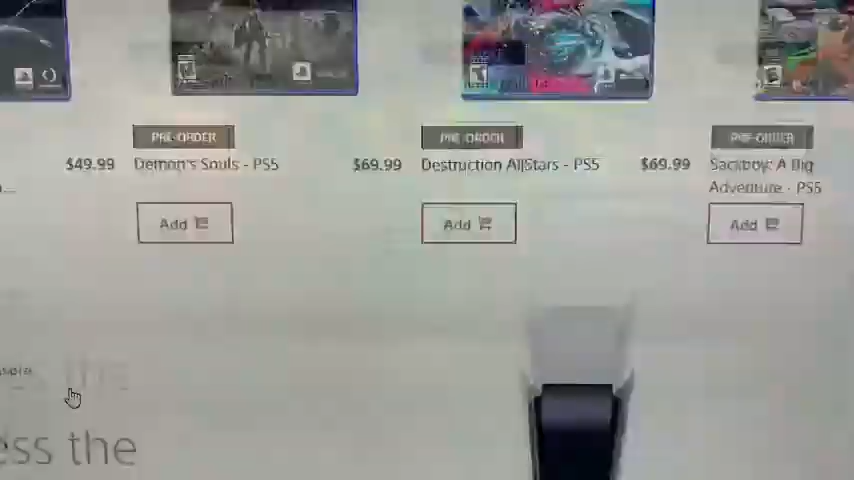 PRE-ORDER
PRE-ORDER
PRE-ORDER
$49.99 Demon's Souls - PS5
$69.99 Destruction AllStars - PS5
$69.99 Sackboy: A Big
Adventure - PS5
Add
Add
Add
the
ess the